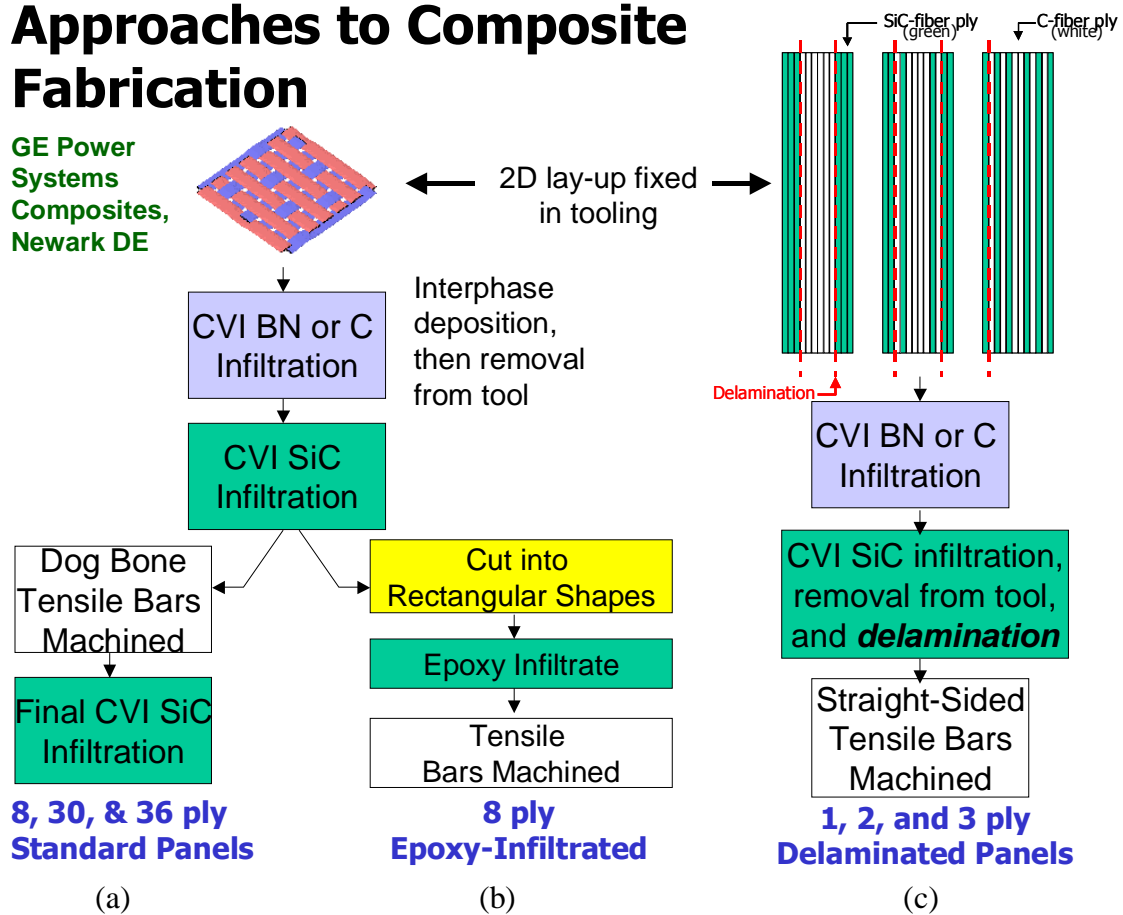 Approaches to Composite
Fabrication
SiC-fiber ply
(green)
C-fiber ply
(white)
GE Power
Systems
Composites,
Newark DE
2D lay-up fixed
in tooling
Interphase
deposition,
then removal
from tool
Delamination
CVI BN or C
Infiltration
CVI SiC
Infiltration
Dog Bone
Tensile Bars
Machined
Final CVI SiC
Infiltration
8, 30, & 36 ply
Standard Panels
(a)
Cut into
Rectangular Shapes
Epoxy Infiltrate
Tensile
Bars Machined
8 ply
Epoxy-Infiltrated
(b)
CVI BN or C
Infiltration
CVI SiC infiltration,
removal from tool,
and delamination
Straight-Sided
Tensile Bars
Machined
1, 2, and 3 ply
Delaminated Panels
(c)